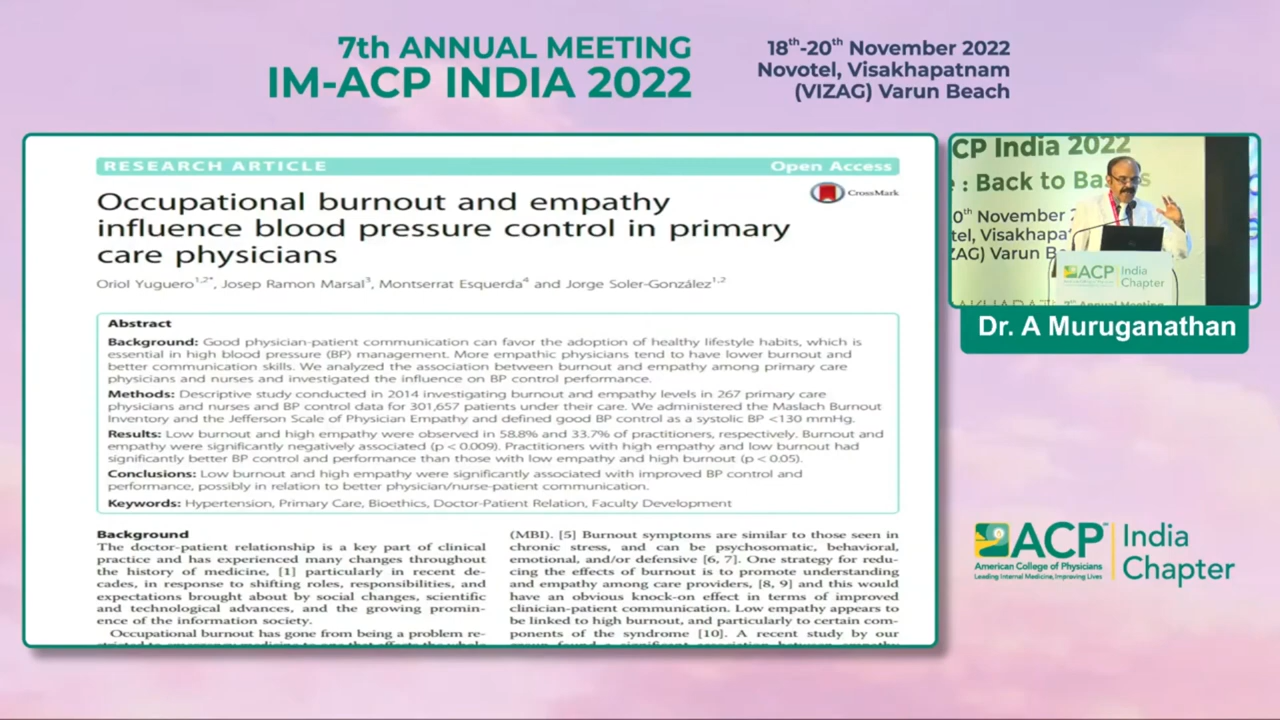 7th ANNUAL MEETING
IM-ACP INDIA 2022
18th-20th November 2022
Novotel, Visakhapatnam
(VIZAG) Varun Beach
RESEARCH ARTICLE
Open Access
Occupational burnout and empathy
influence blood pressure control in primary
care physicians
CrossMark
Oriol Yuguero1,2*, Josep Ramon Marsal3, Montserrat Esquerda4 and Jorge Soler-González1,2
Abstract
Background: Good physician-patient communication can favor the adoption of healthy lifestyle habits, which is
essential in high blood pressure (BP) management. More empathic physicians tend to have lower burnout and
better communication skills. We analyzed the association between burnout and empathy among primary care
physicians and nurses and investigated the influence on BP control performance.
Methods: Descriptive study conducted in 2014 investigating burnout and empathy levels in 267 primary care
physicians and nurses and BP control data for 301,657 patients under their care. We administered the Maslach Burnout
Inventory and the Jefferson Scale of Physician Empathy and defined good BP control as a systolic BP <130 mmHg.
Results: Low burnout and high empathy were observed in 58.8% and 33.7% of practitioners, respectively. Burnout and
empathy were significantly negatively associated (p < 0.009). Practitioners with high empathy and low burnout had
significantly better BP control and performance than those with low empathy and high burnout (p < 0.05).
Conclusions: Low burnout and high empathy were significantly associated with improved BP control and
performance, possibly in relation to better physician/nurse-patient communication.
Keywords: Hypertension, Primary Care, Bioethics, Doctor-Patient Relation, Faculty Development
Background
The doctor-patient relationship is a key part of clinical
practice and has experienced many changes throughout
the history of medicine, [1] particularly in recent de-
cades, in response to shifting roles, responsibilities, and
expectations brought about by social changes, scientific
and technological advances, and the growing promin-
ence of the information society.
Occupational burnout has gone from being a problem re-
(MBI). [5] Burnout symptoms are similar to those seen in
chronic stress, and can be psychosomatic, behavioral,
emotional, and/or defensive [6, 7]. One strategy for redu-
cing the effects of burnout is to promote understanding
and empathy among care providers, [8, 9] and this would
have an obvious knock-on effect in terms of improved
clinician-patient communication. Low empathy appears to
be linked to high burnout, and particularly to certain com-
ponents of the syndrome [10]. A recent study by our
CP India 2022
: Back to Ba s
0th November 2
tel, Visakhapa
ZAG) Varun B
ACP India
Chapter
Annual Meeting
Dr. A Muruganathan
ACP
American College of Physicians
Leading Internal Medicine, Improving Lives
India
Chapter